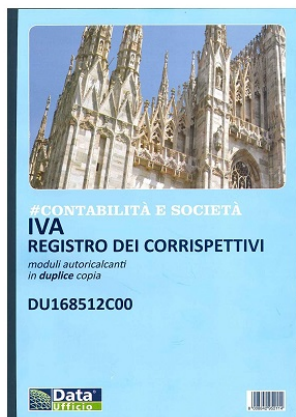 #CONTABILITÀ E SOCIETÀ
IVA
REGISTRO DEI CORRISPETTIVI
moduli autoricalcanti
in duplice copia
DU168512C00
Data
Ufficio